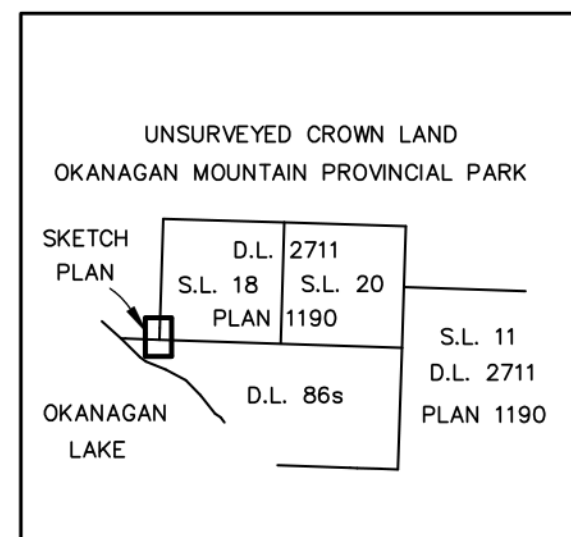 UNSURVEYED CROWN LAND
OKANAGAN MOUNTAIN PROVINCIAL PARK
SKETCH
PLAN
D.L. 2711
S.L. 18
S.L. 20
PLAN 1190
S.L. 11
D.L. 2711
PLAN 1190
D.L. 86s
OKANAGAN
LAKE